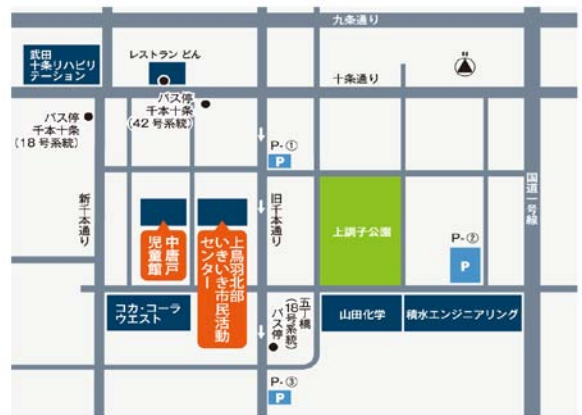 九条通り
武田
十条リハビリ
テーション
レストラン どん
十条通り
N
バス停
千本十条
(42号系統)
バス停
千本十条
(18号系統)
P-①
P
新千本通り
旧千本通り
国道一号線
上調子公園
P-②
P
中唐戸
児童館
上鳥羽北部
いきいき市民活動
センター
コカ・コーラ
ウエスト
五丁橋
(18号系統)
バス停
山田化学
積水エンジニアリング
P-③
P